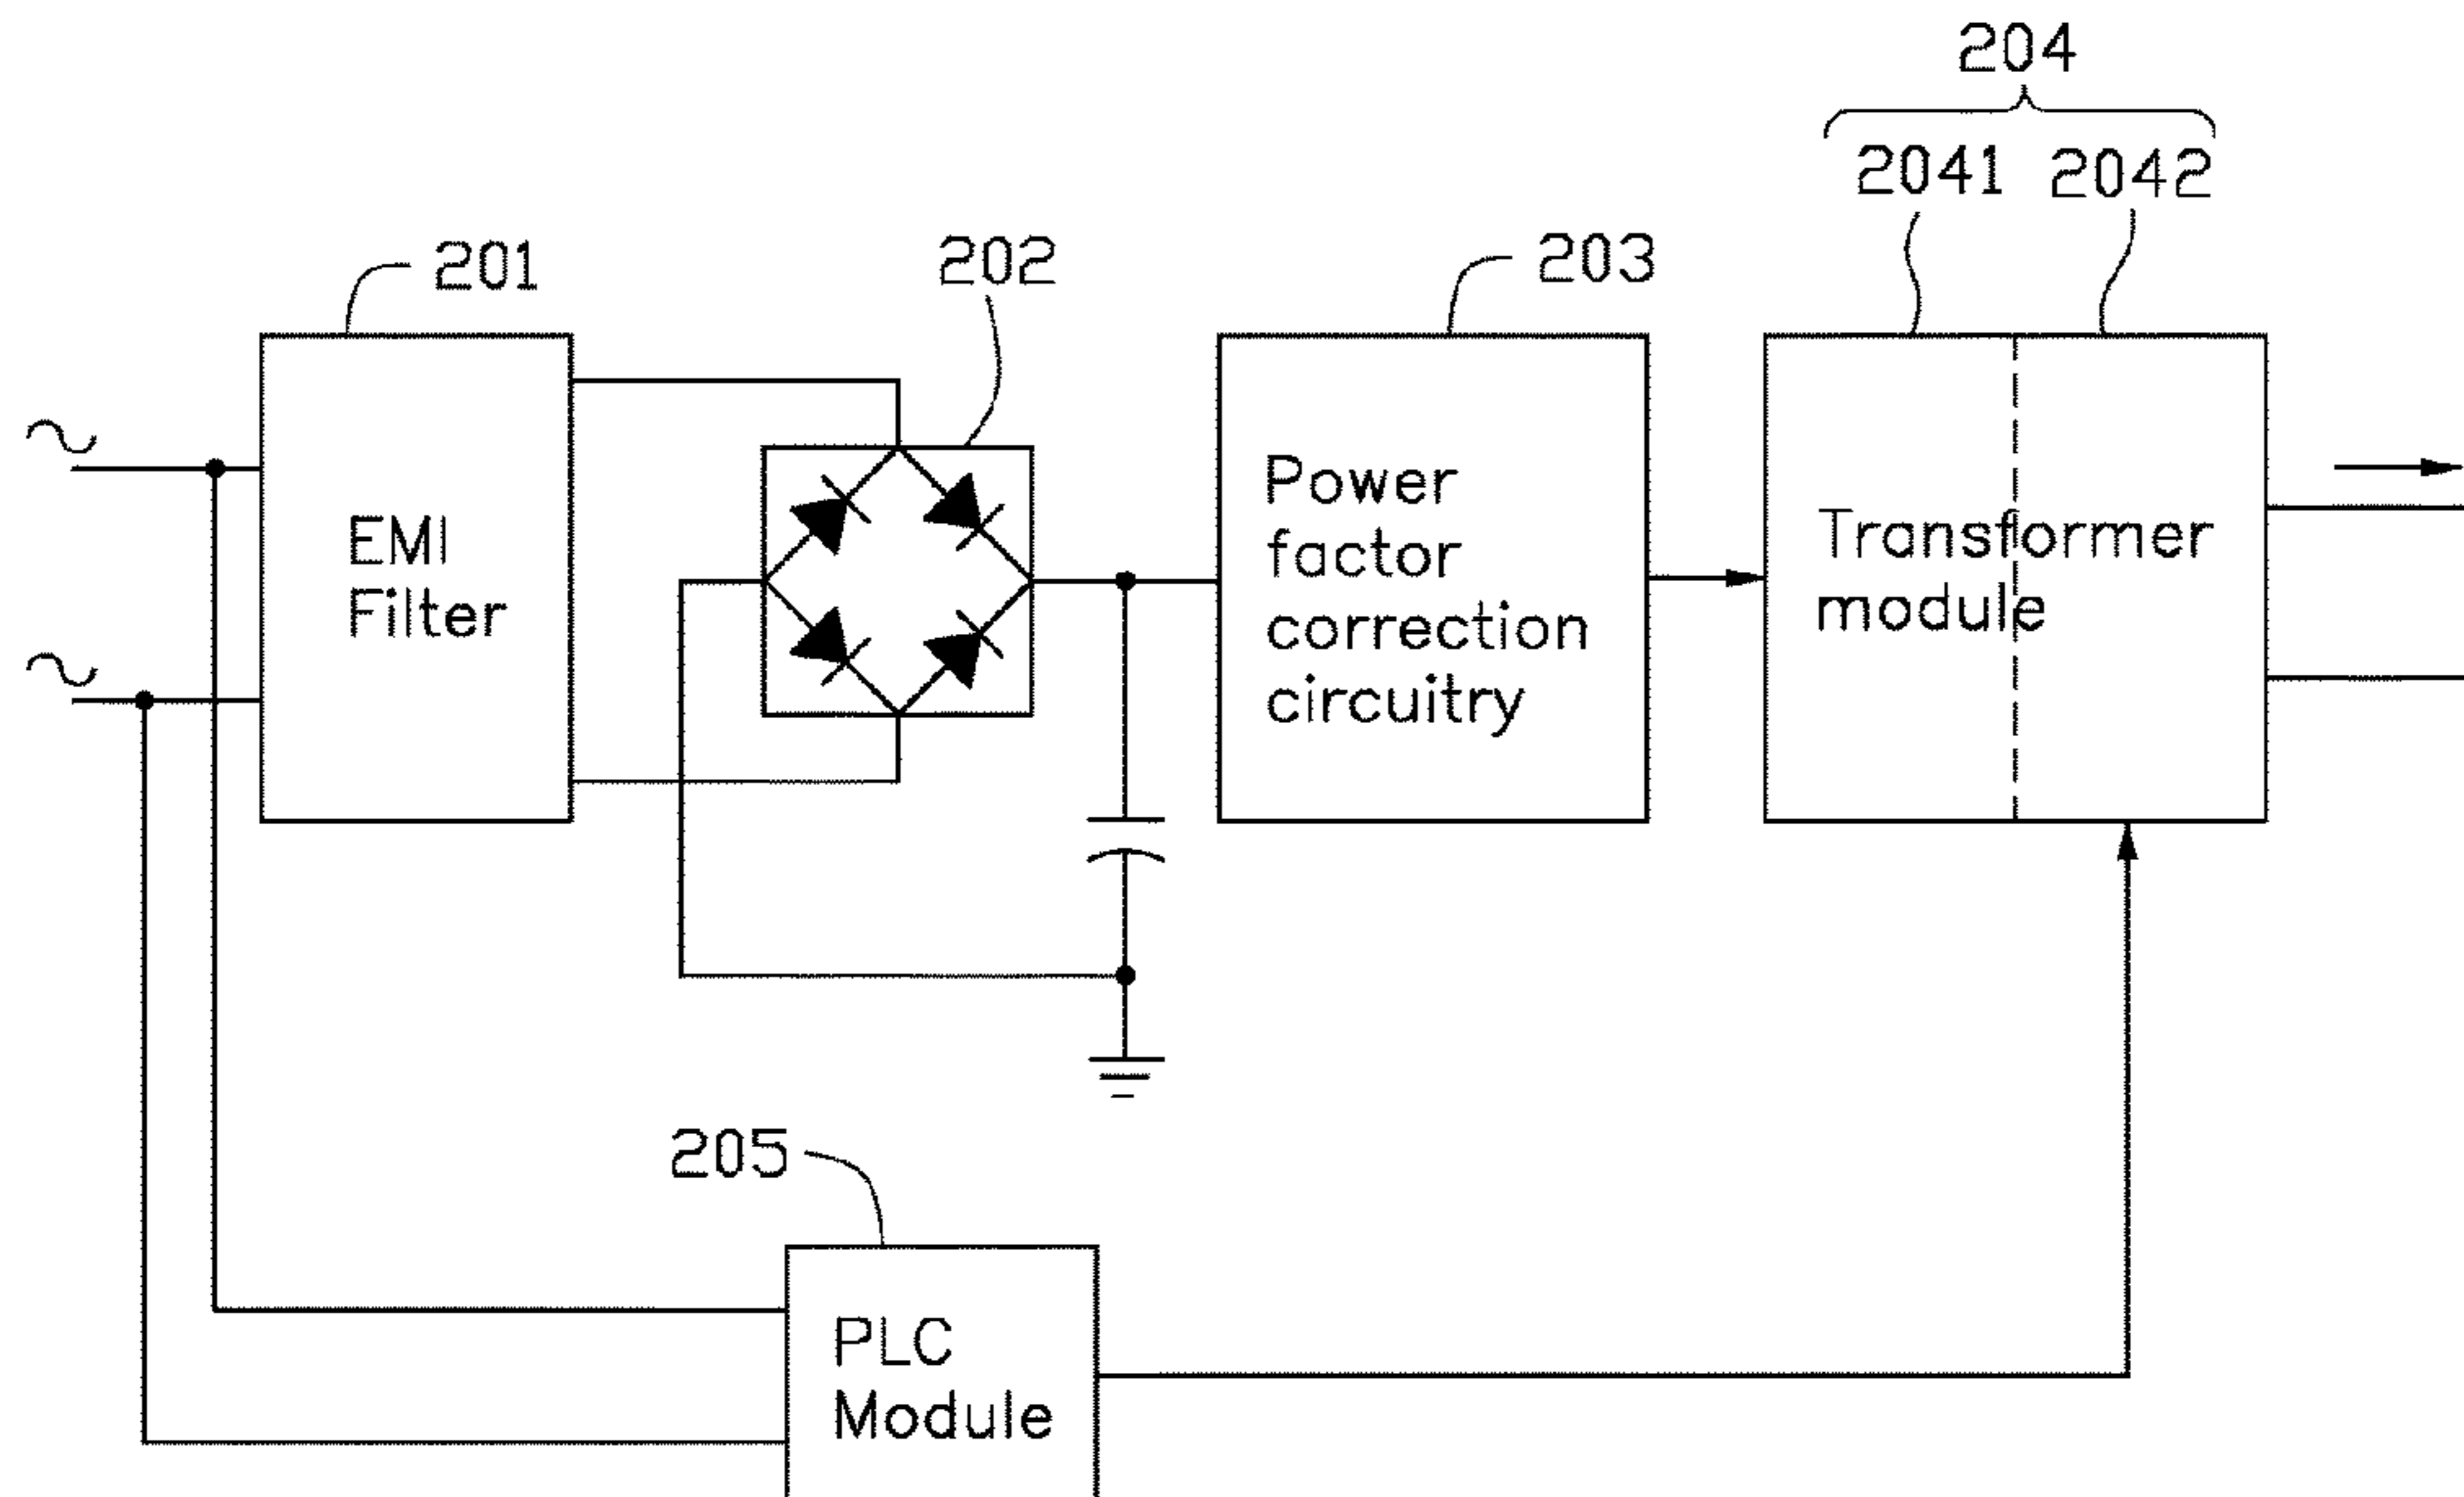 204
2041 2042
201
202
203
EMI
Filter
Power
factor
correction
circuitry
Transformer
module
205
PLC
Module